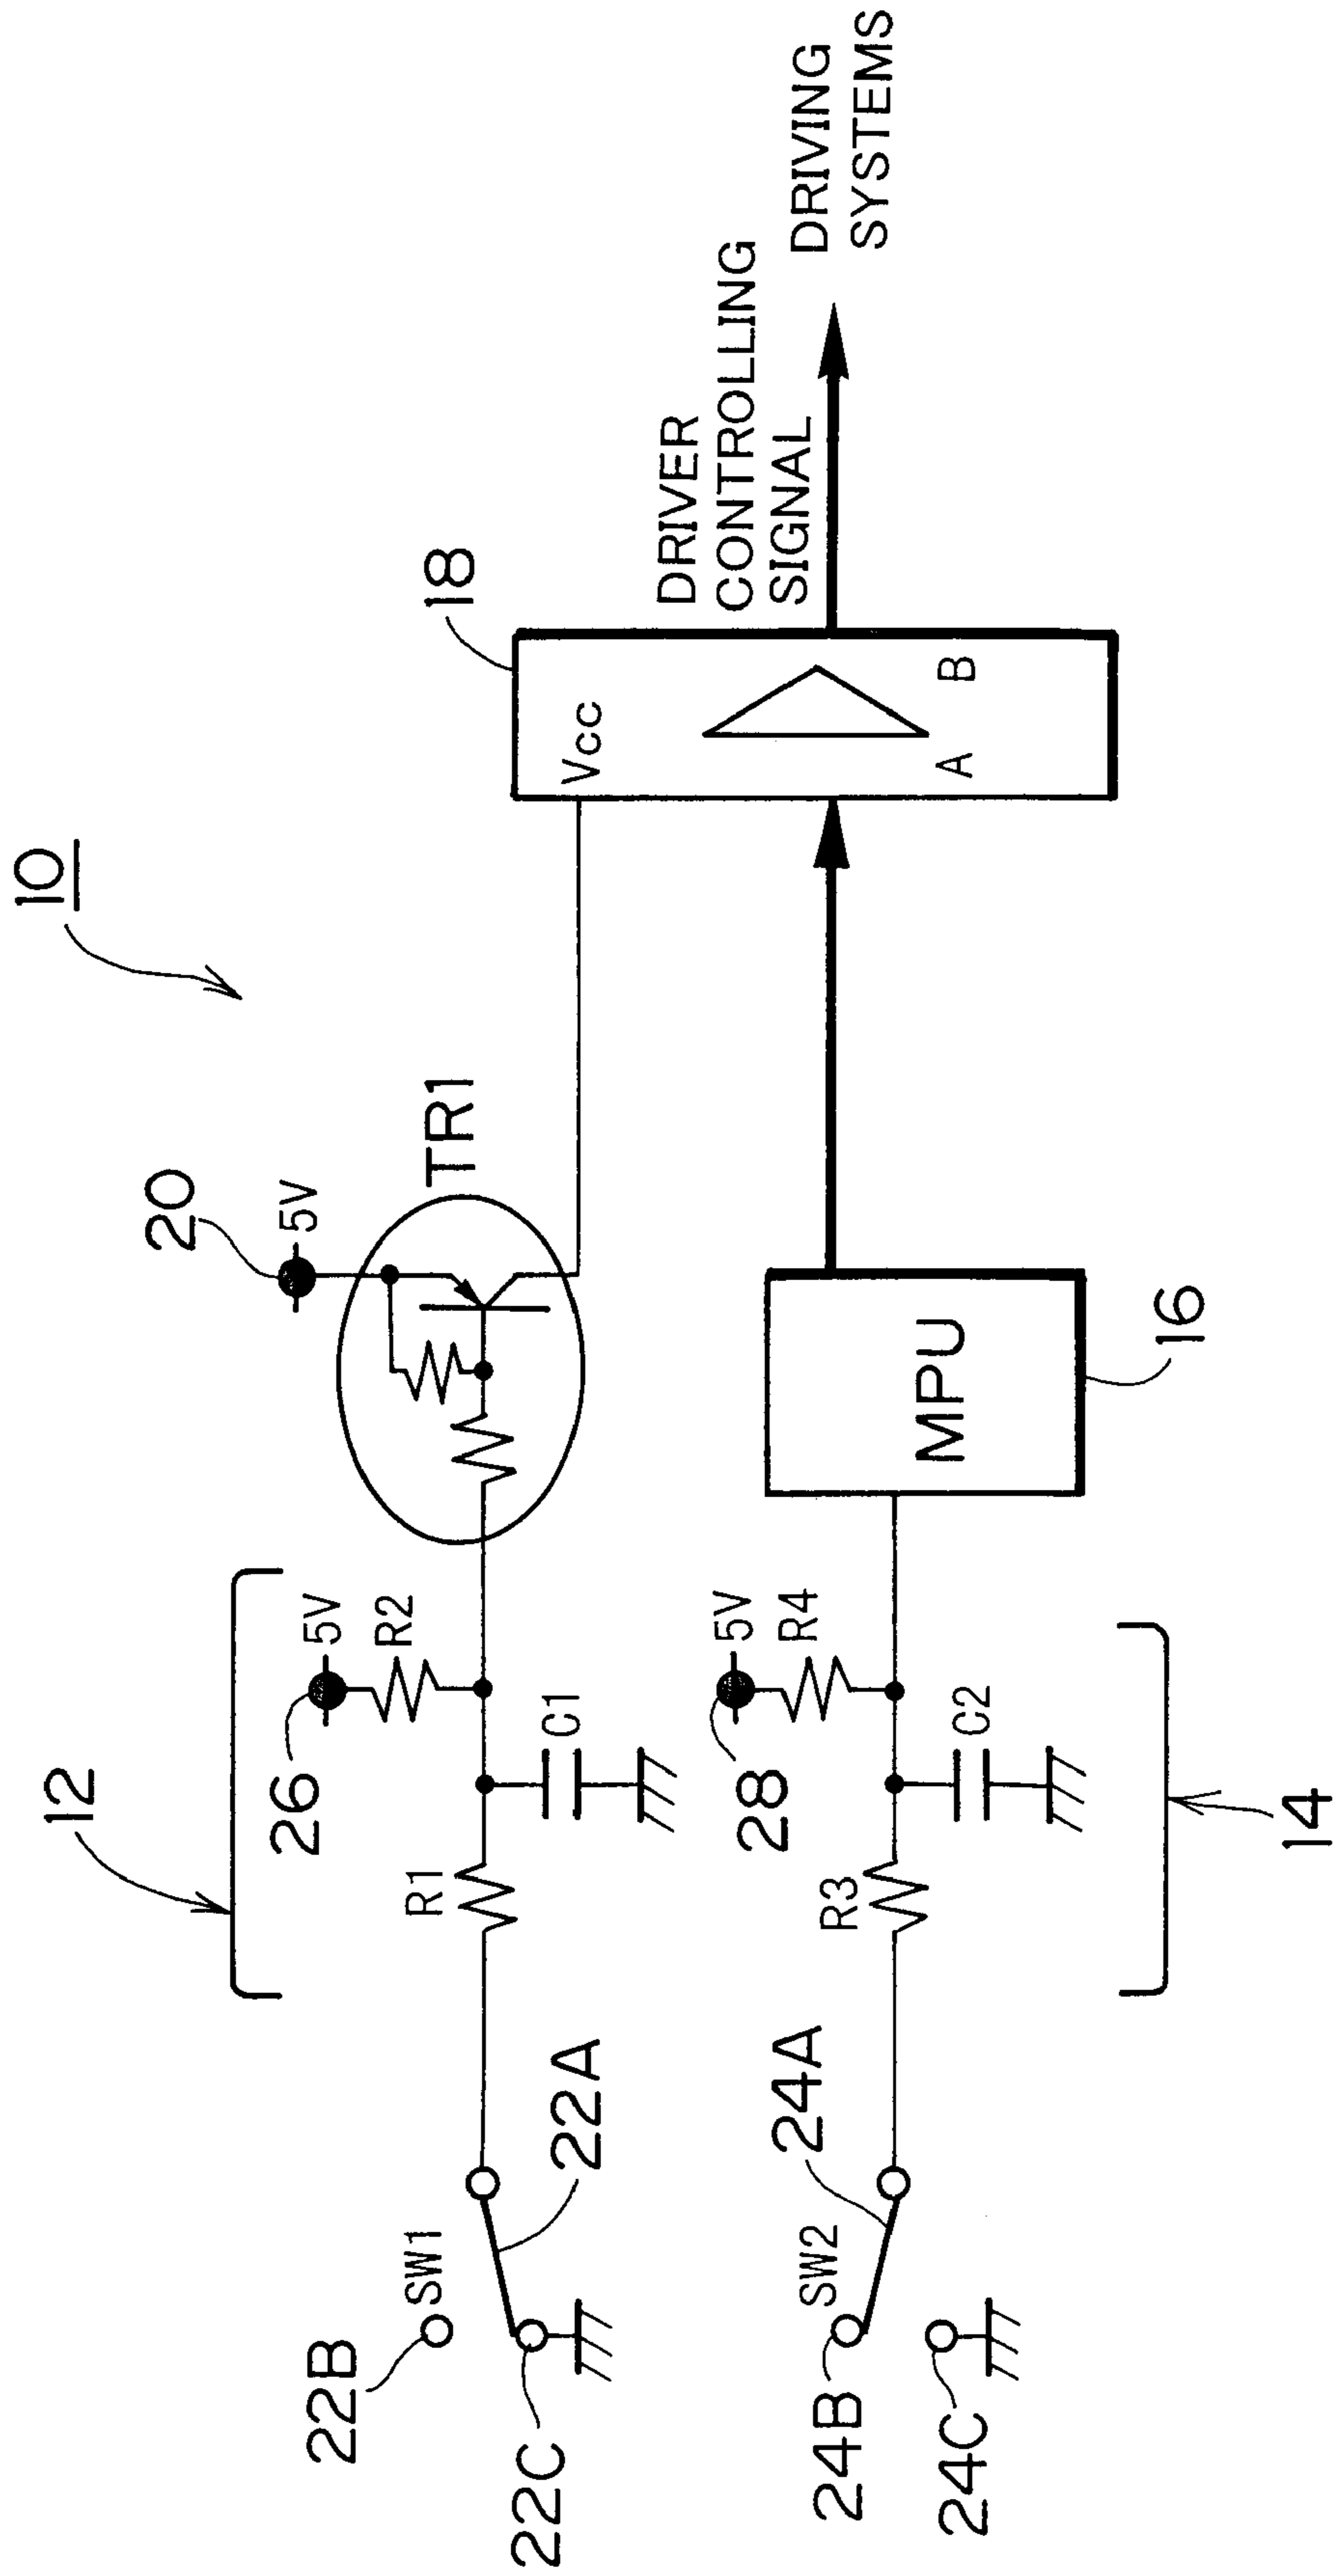 10
12
26
5V
R2
R1
C1
20
5V
TR1
18
Vcc
A
B
DRIVER
CONTROLLING
SIGNAL
DRIVING
SYSTEMS
22B
SW1
22C
22A
28
5V
R4
R3
C2
MPU
16
14
24B
SW2
24C
24A